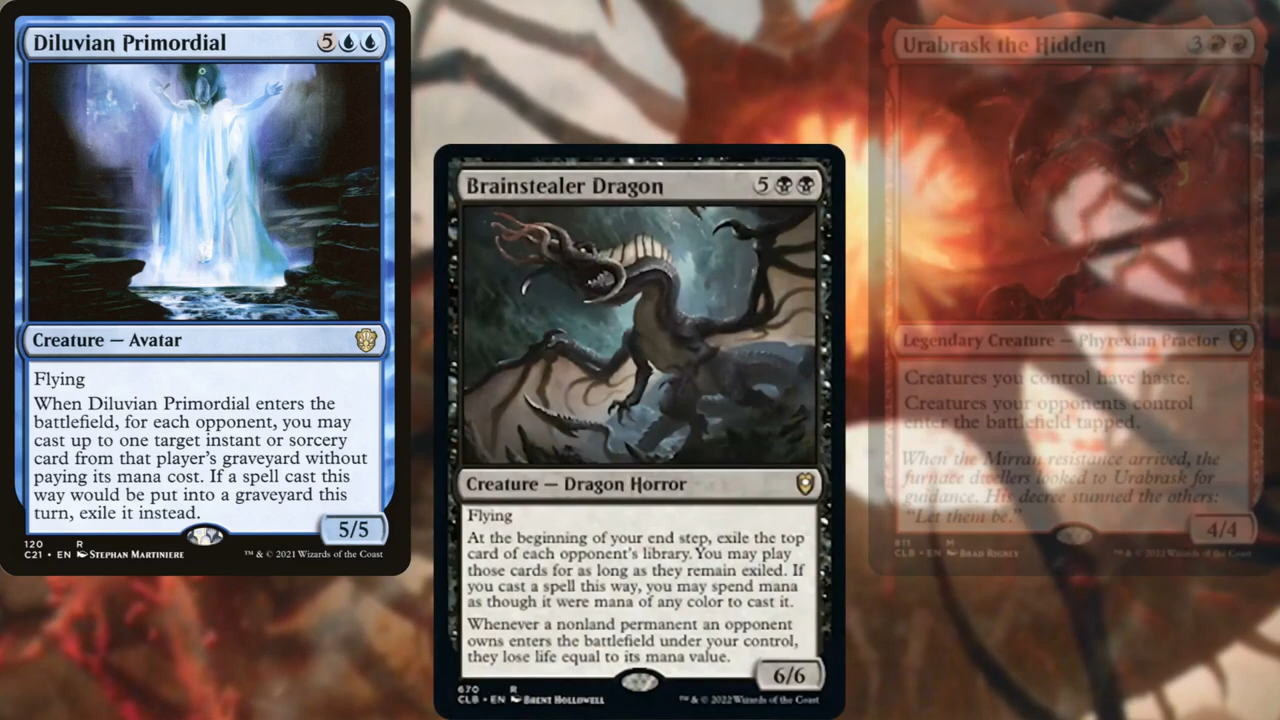 Diluvian Primordial 5
Creature — Avatar
Flying
When Diluvian Primordial enters the
battlefield, for each opponent, you may
cast up to one target instant or sorcery
card from that player's graveyard without
paying its mana cost. If a spell cast this
way would be put into a graveyard this
turn, exile it instead.
5/5
120 R
C21 • EN STEPHAN MARTINIERE
™ & © 2021 Wizards of the Coast
Brainstealer Dragon 5
Creature — Dragon Horror
Flying
At the beginning of your end step, exile the top
card of each opponent's library. You may play
those cards for as long as they remain exiled. If
you cast a spell this way, you may spend mana
as though it were mana of any color to cast it.
Whenever a nonland permanent an opponent
owns enters the battlefield under your control,
they lose life equal to its mana value.
6/6
670 R
CLB • EN BRENT HOLLOWELL
™ & © 2022 Wizards of the Coast
Urabrask the Hidden 3
Legendary Creature — Phyrexian Praetor
Creatures you control have haste.
Creatures your opponents control
enter the battlefield tapped.
When the Mirran resistance arrived, the
furnace dwellers looked to Urabrask for
guidance. His decree stunned the others:
"Let them be."
4/4
M
CLB • EN BRAD RIGNEY
™ & © 2022 Wizards of the Coast